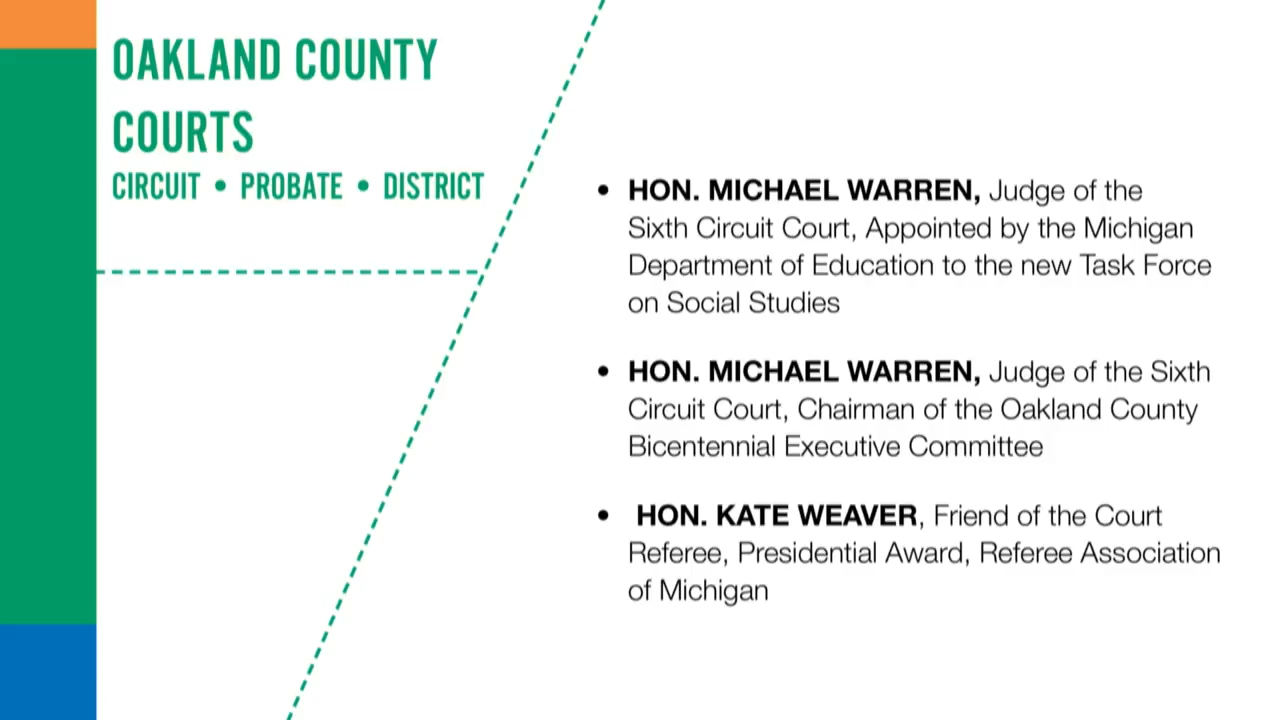 OAKLAND COUNTY
COURTS
CIRCUIT • PROBATE • DISTRICT
• HON. MICHAEL WARREN, Judge of the
Sixth Circuit Court, Appointed by the Michigan
Department of Education to the new Task Force
on Social Studies
• HON. MICHAEL WARREN, Judge of the Sixth
Circuit Court, Chairman of the Oakland County
Bicentennial Executive Committee
• HON. KATE WEAVER, Friend of the Court
Referee, Presidential Award, Referee Association
of Michigan